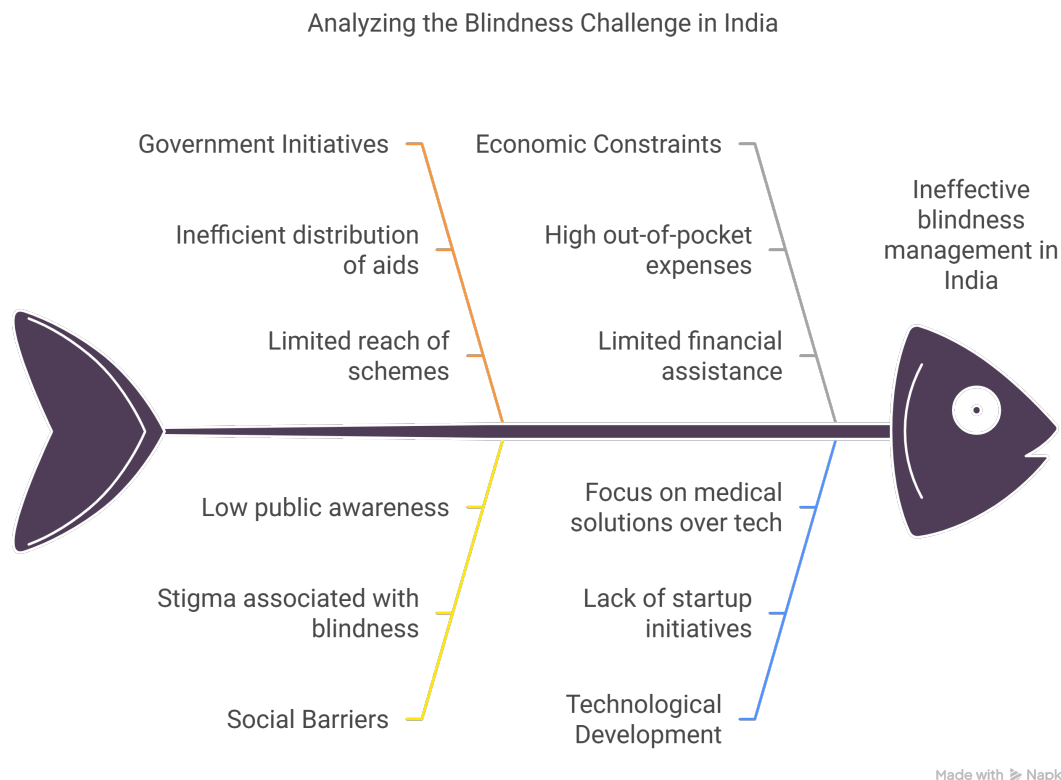 Analyzing the Blindness Challenge in India
Government Initiatives
Inefficient distribution
of aids
Limited reach of
schemes
Economic Constraints
High out-of-pocket
expenses
Limited financial
assistance
Ineffective
blindness
management in
India
Low public awareness
Stigma associated with
blindness
Social Barriers
Focus on medical
solutions over tech
Lack of startup
initiatives
Technological
Development
Made with Napk